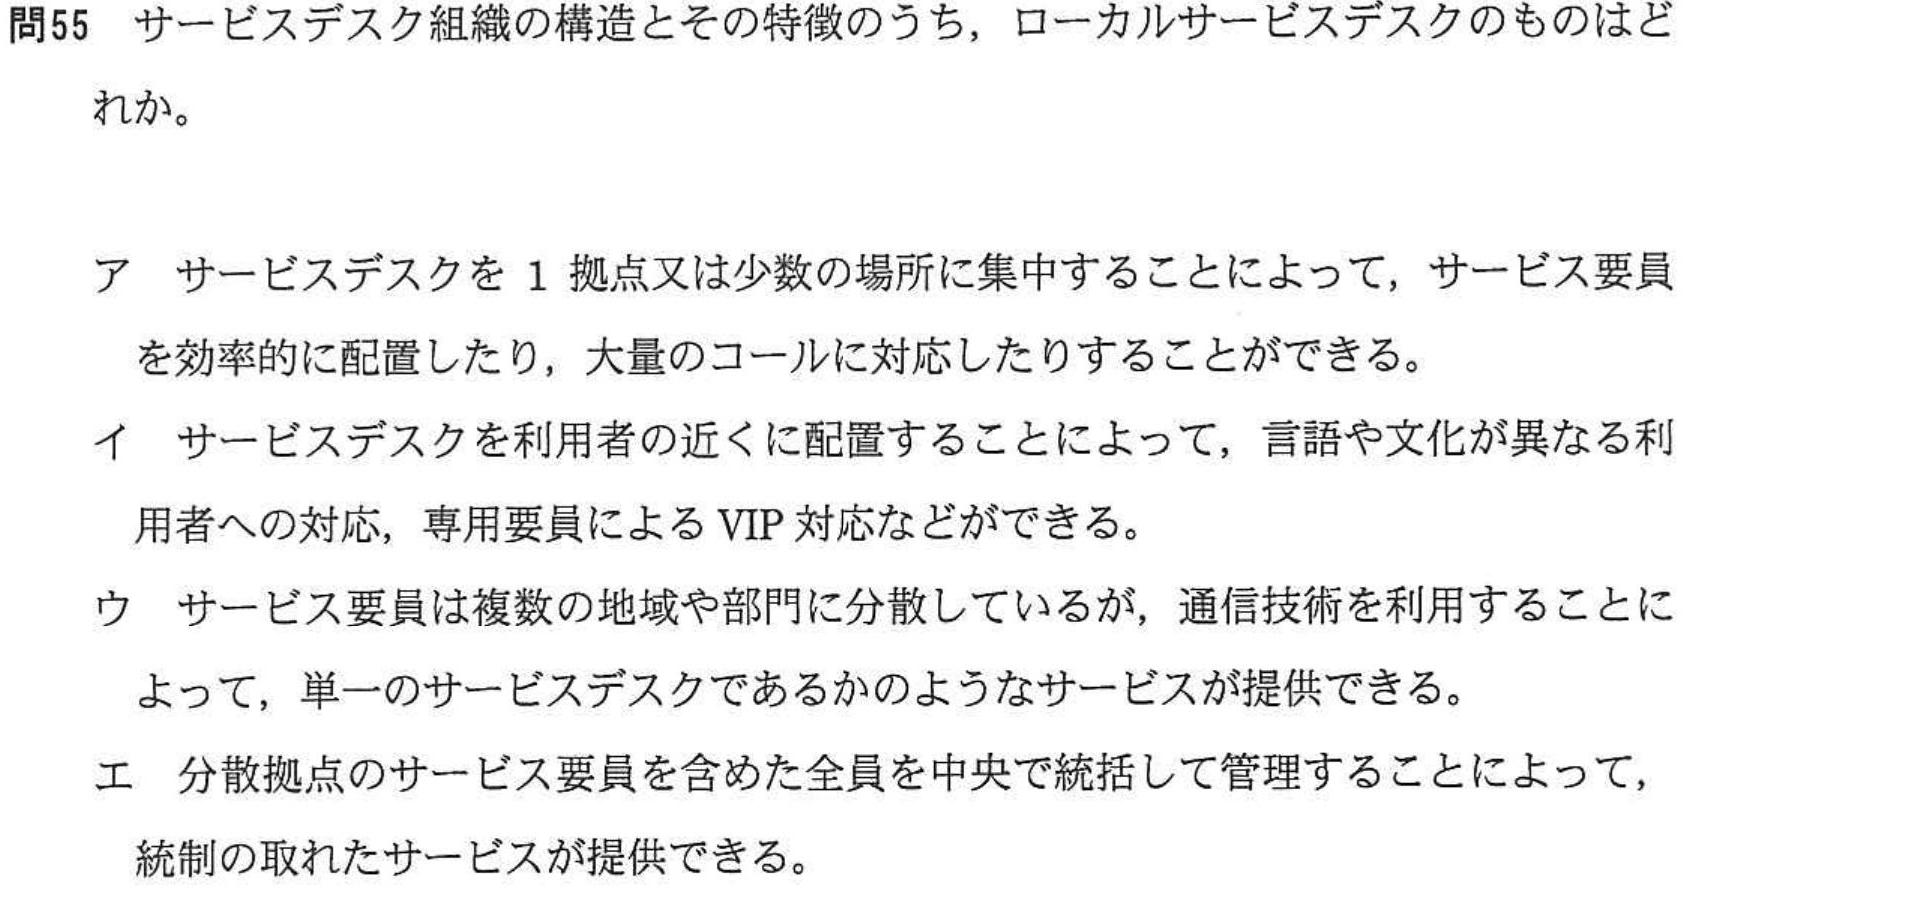 問55 サービスデスク組織の構造とその特徴のうち，ローカルサービスデスクのものはど
れか。
ア サービスデスクを 1 拠点又は少数の場所に集中することによって，サービス要員
を効率的に配置したり，大量のコールに対応したりすることができる。
イ サービスデスクを利用者の近くに配置することによって，言語や文化が異なる利
用者への対応，専用要員による VIP 対応などができる。
ウ サービス要員は複数の地域や部門に分散しているが，通信技術を利用することに
よって，単一のサービスデスクであるかのようなサービスが提供できる。
エ 分散拠点のサービス要員を含めた全員を中央で統括して管理することによって，
統制の取れたサービスが提供できる。